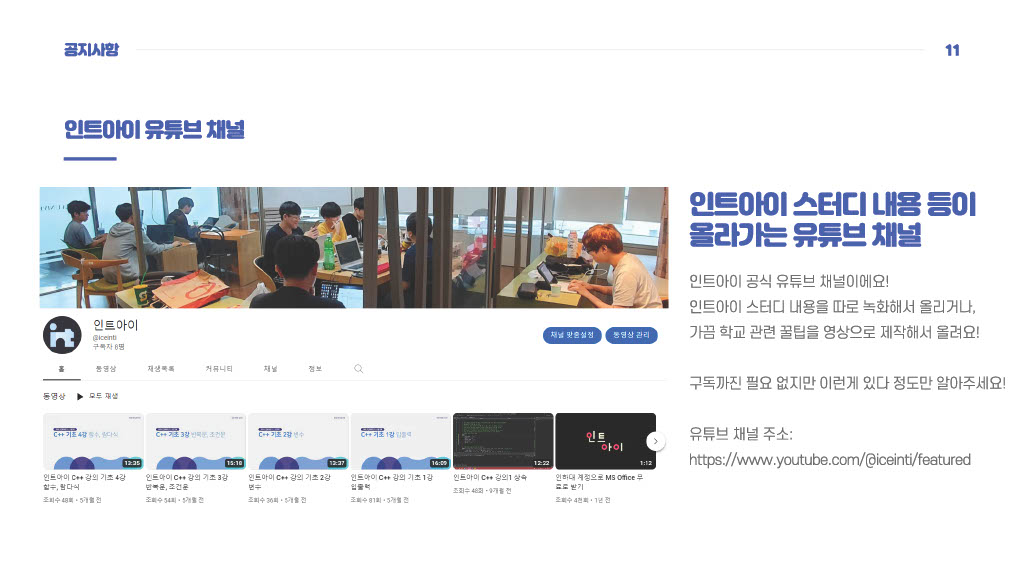 공지사항
11
인트아이 유튜브 채널
인트아이 스터디 내용 등이
올라가는 유튜브 채널
인트아이 공식 유튜브 채널이에요!
인트아이 스터디 내용을 따로 녹화해서 올리거나,
가끔 학교 관련 꿀팁을 영상으로 제작해서 올려요!
구독까진 필요 없지만 이런게 있다 정도만 알아주세요!
유튜브 채널 주소:
https://www.youtube.com/@iceinti/featured
인트아이
@iceinti
구독자 8명
채널 맞춤설정
동영상 관리
홈
동영상
재생목록
커뮤니티
채널
정보
동영상 ▶ 모두 재생
C++ 기초 4강 함수, 람다식
13:35
인트아이 C++ 강의 기초 4강
함수, 람다식
조회수 48회 • 5개월 전
C++ 기초 3강 반복문, 조건문
15:18
인트아이 C++ 강의 기초 3강
반복문, 조건문
조회수 54회 • 5개월 전
C++ 기초 2강 변수
13:37
인트아이 C++ 강의 기초 2강
변수
조회수 36회 • 5개월 전
C++ 기초 1강 입출력
16:09
인트아이 C++ 강의 기초 1강
입출력
조회수 81회 • 5개월 전
12:22
인트아이 C++ 강의1 상속
조회수 48회 • 9개월 전
인트
아이
1:12
인하대 계정으로 MS Office 무
료로 받기
1년 전